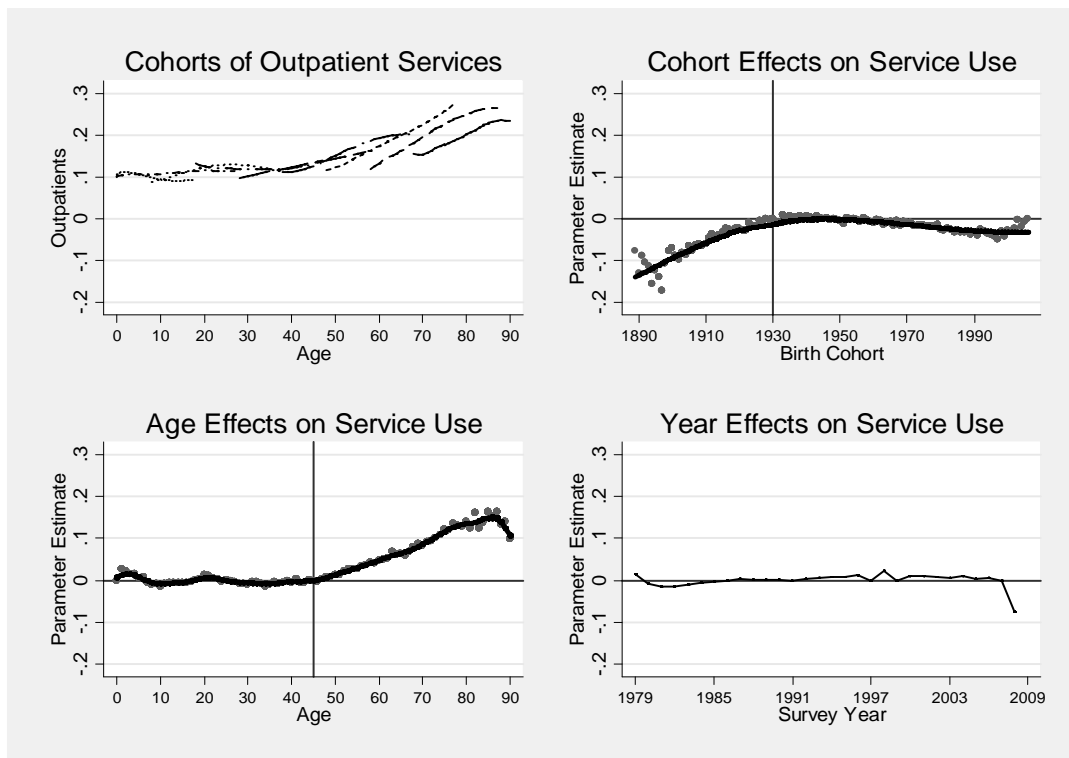 Cohorts of Outpatient Services
Outpatients
.3
.2
.1
0
-.1
-.2
0 10 20 30 40 50 60 70 80 90
Age
Cohort Effects on Service Use
Parameter Estimate
.3
.2
.1
0
-.1
-.2
1890 1910 1930 1950 1970 1990
Birth Cohort
Age Effects on Service Use
Parameter Estimate
.3
.2
.1
0
-.1
-.2
0 10 20 30 40 50 60 70 80 90
Age
Year Effects on Service Use
Parameter Estimate
.3
.2
.1
0
-.1
-.2
1979 1985 1991 1997 2003 2009
Survey Year